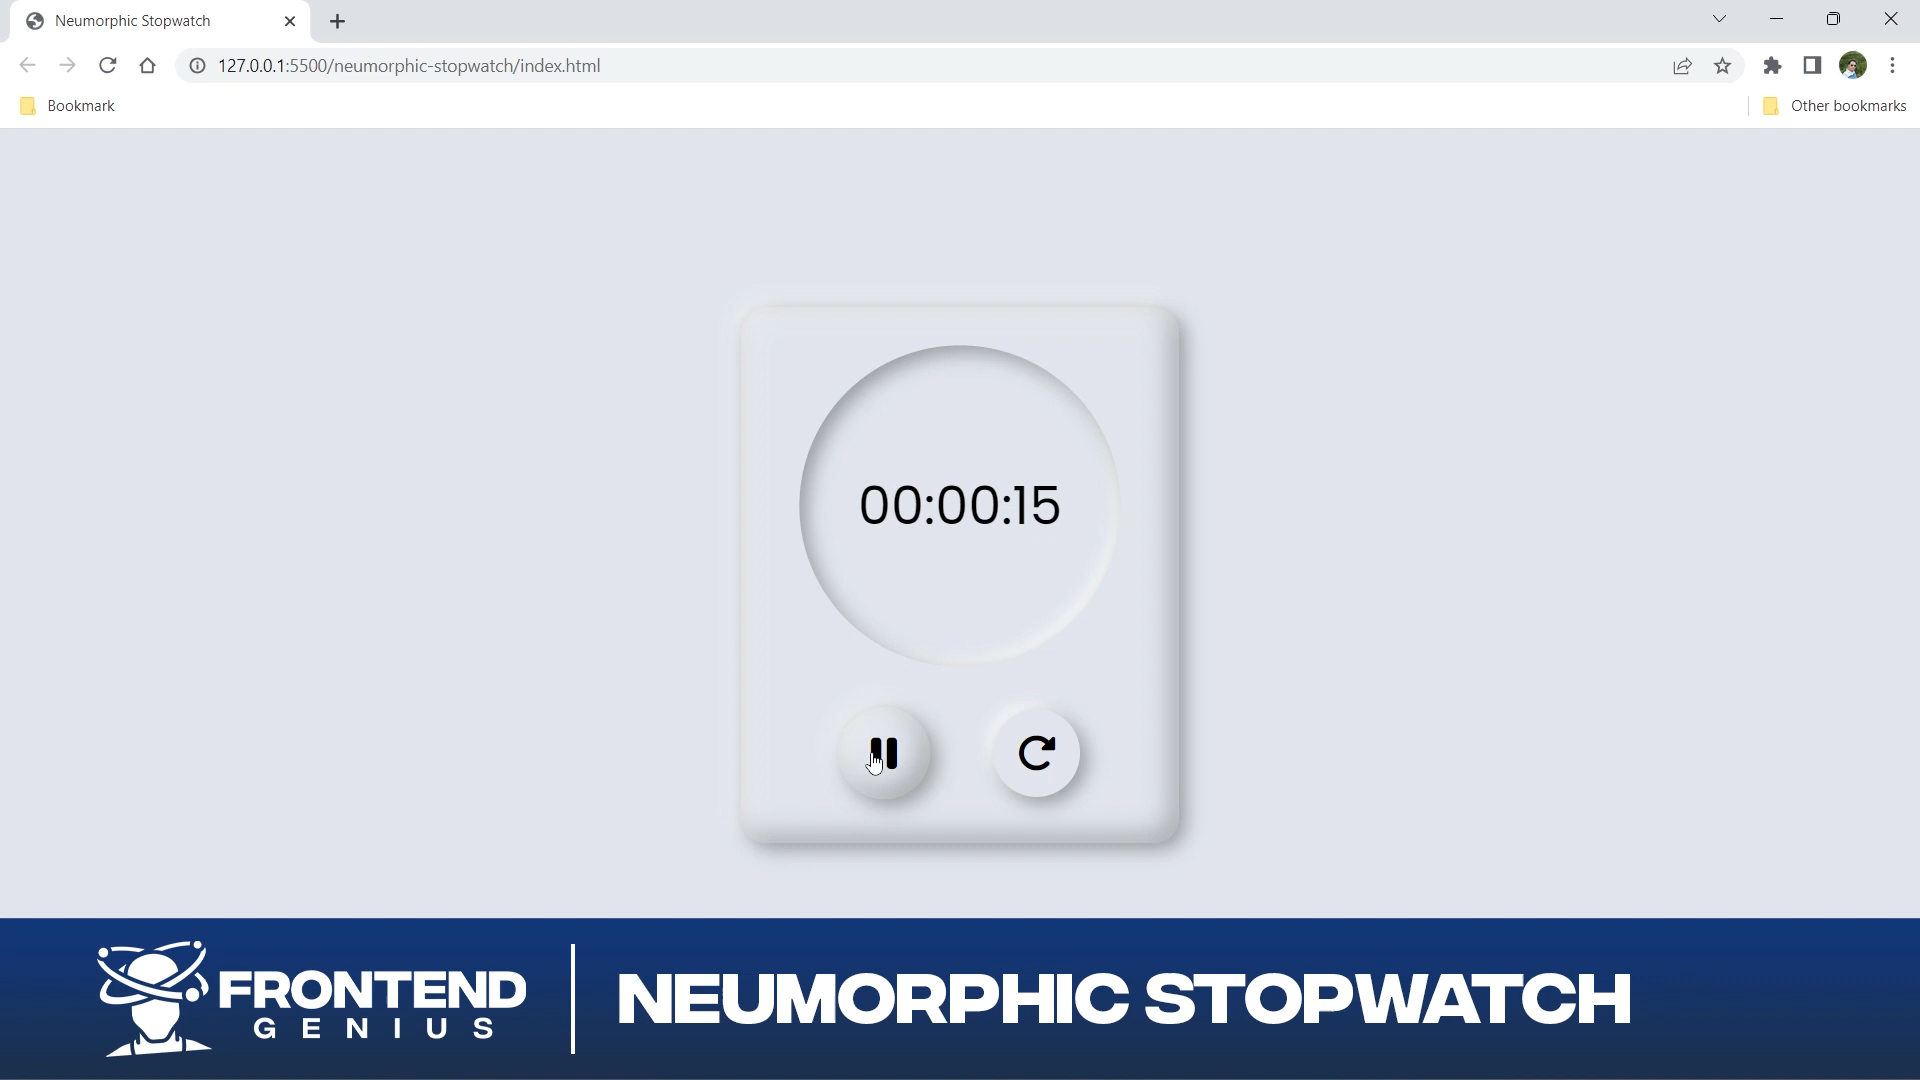 Neumorphic Stopwatch
127.0.0.1:5500/neumorphic-stopwatch/index.html
Bookmark
Other bookmarks
00:00:15
FRONTEND
GENIUS
NEUMORPHIC STOPWATCH